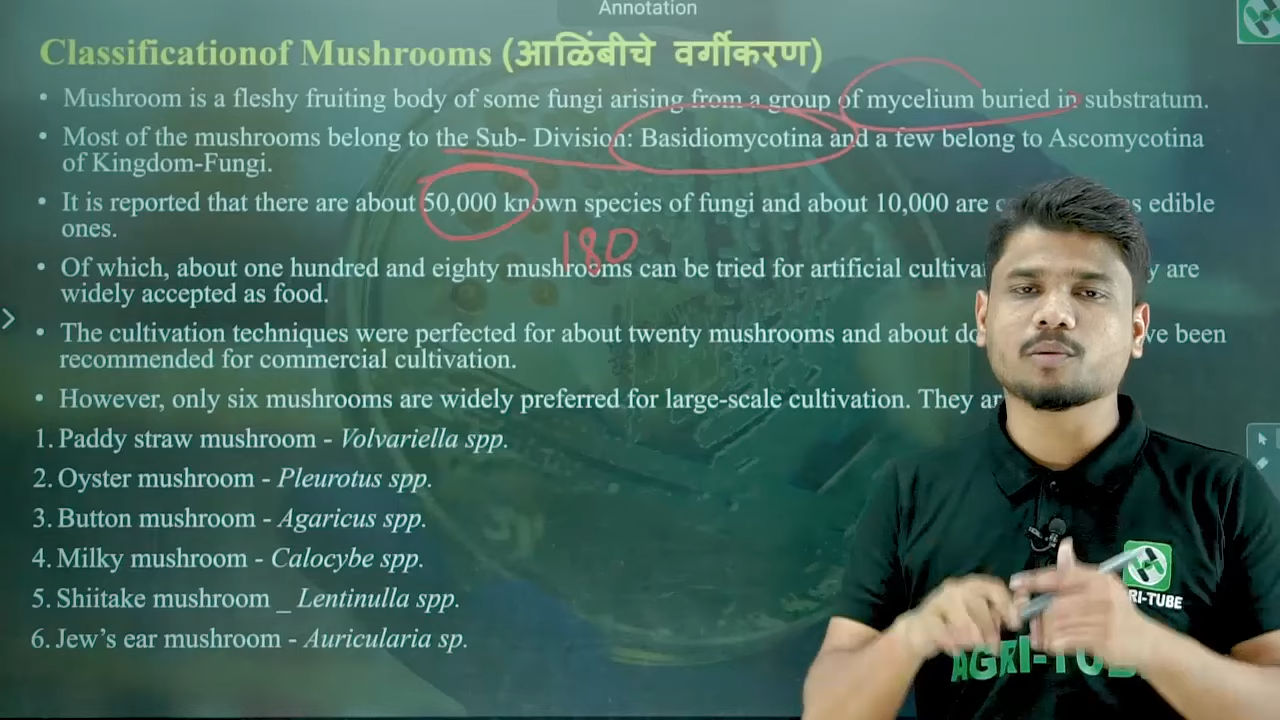 Annotation
Classificationof Mushrooms (आळिंबीचे वर्गीकरण)
• Mushroom is a fleshy fruiting body of some fungi arising from a group of mycelium buried in substratum.
• Most of the mushrooms belong to the Sub- Division: Basidiomycotina and a few belong to Ascomycotina
of Kingdom-Fungi.
• It is reported that there are about 50,000 known species of fungi and about 10,000 are edible
ones.
180
• Of which, about one hundred and eighty mushrooms can be tried for artificial are
widely accepted as food.
• The cultivation techniques were perfected for about twenty mushrooms and about been
recommended for commercial cultivation.
• However, only six mushrooms are widely preferred for large-scale cultivation. They
1. Paddy straw mushroom - Volvariella spp.
2. Oyster mushroom - Pleurotus spp.
3. Button mushroom - Agaricus spp.
4. Milky mushroom - Calocybe spp.
5. Shiitake mushroom _ Lentinulla spp.
6. Jew's ear mushroom - Auricularia sp.
RI-TUBE
AGRI-TUB